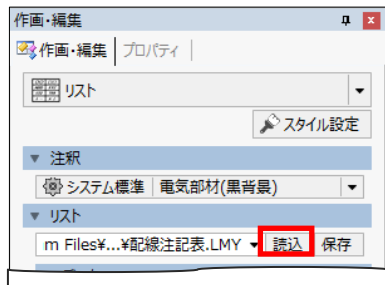 作画・編集
作画・編集 プロパティ
リスト
スタイル設定
注釈
システム標準 電気部材(黒背景)
リスト
m Files¥...¥配線注記表.LMY 読込 保存